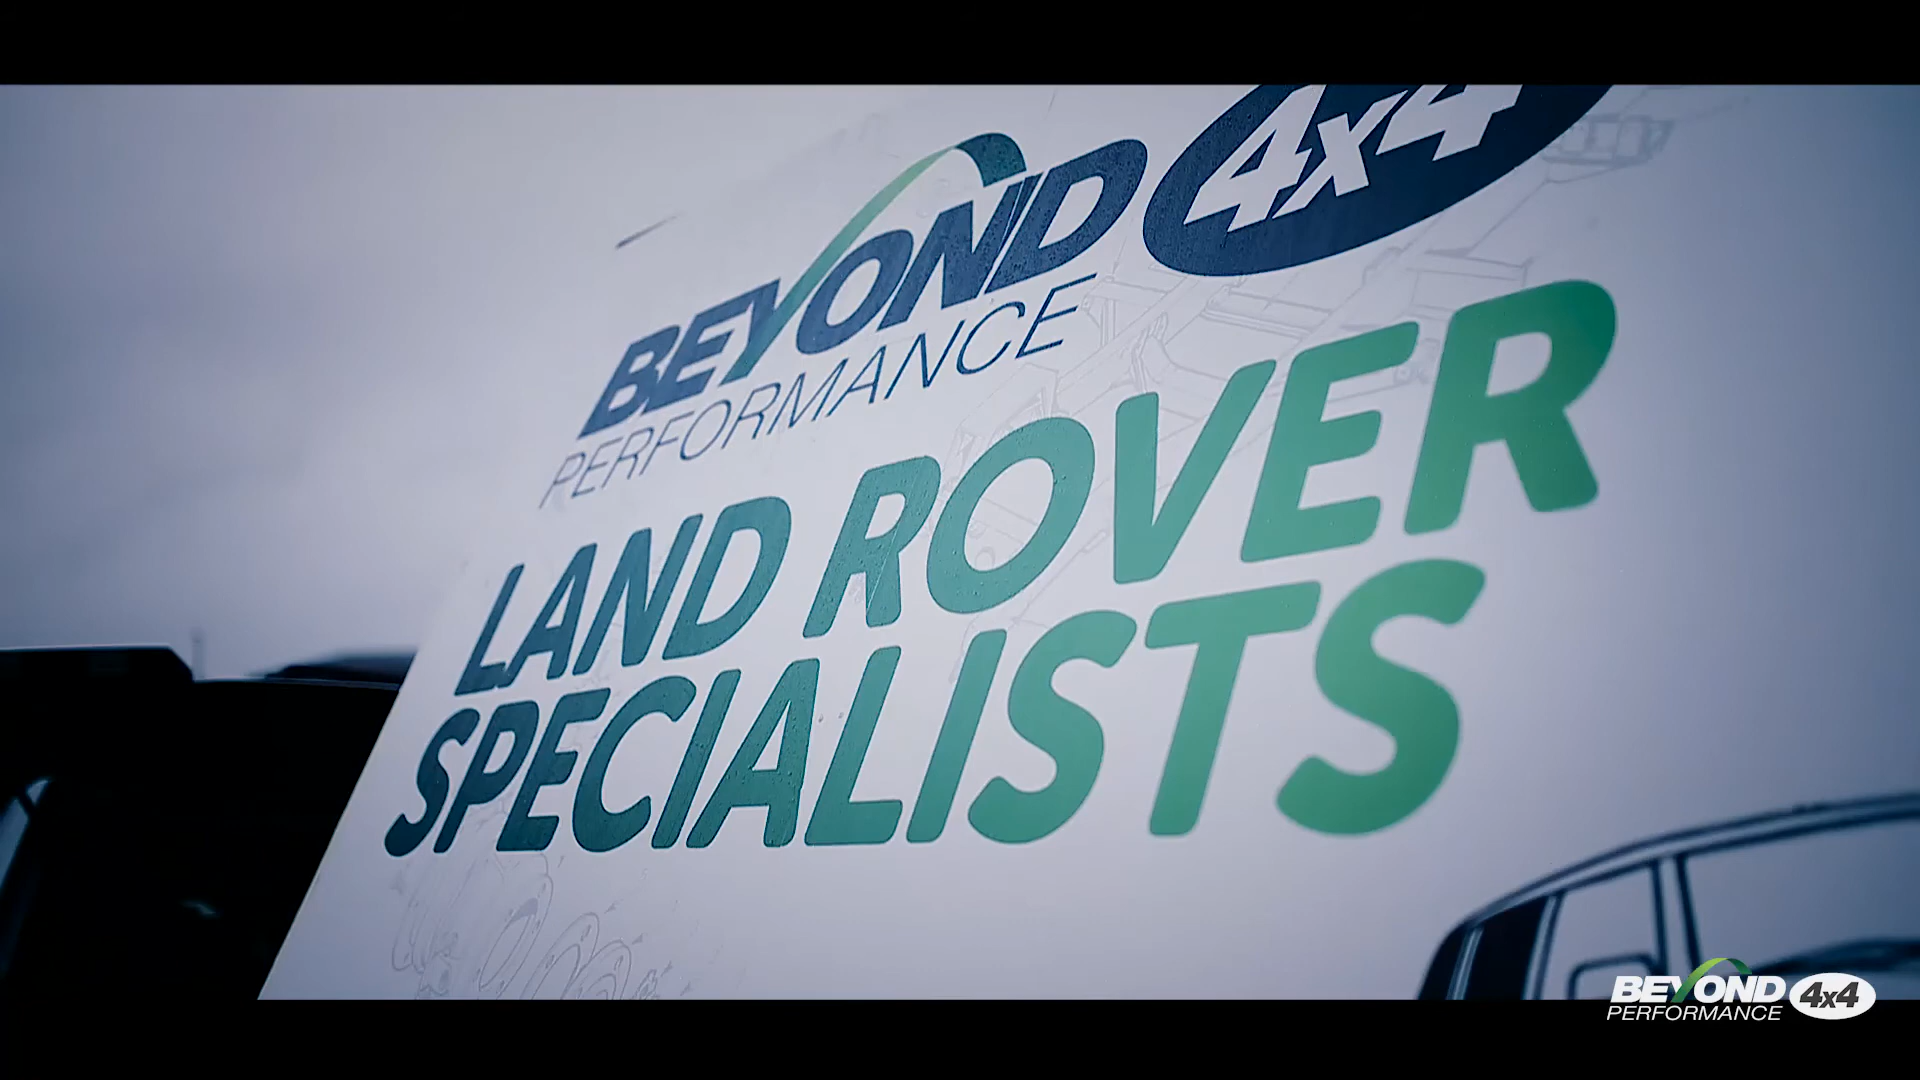 BEYOND 4x4
PERFORMANCE
LAND ROVER
SPECIALISTS
BEYOND 4x4
PERFORMANCE